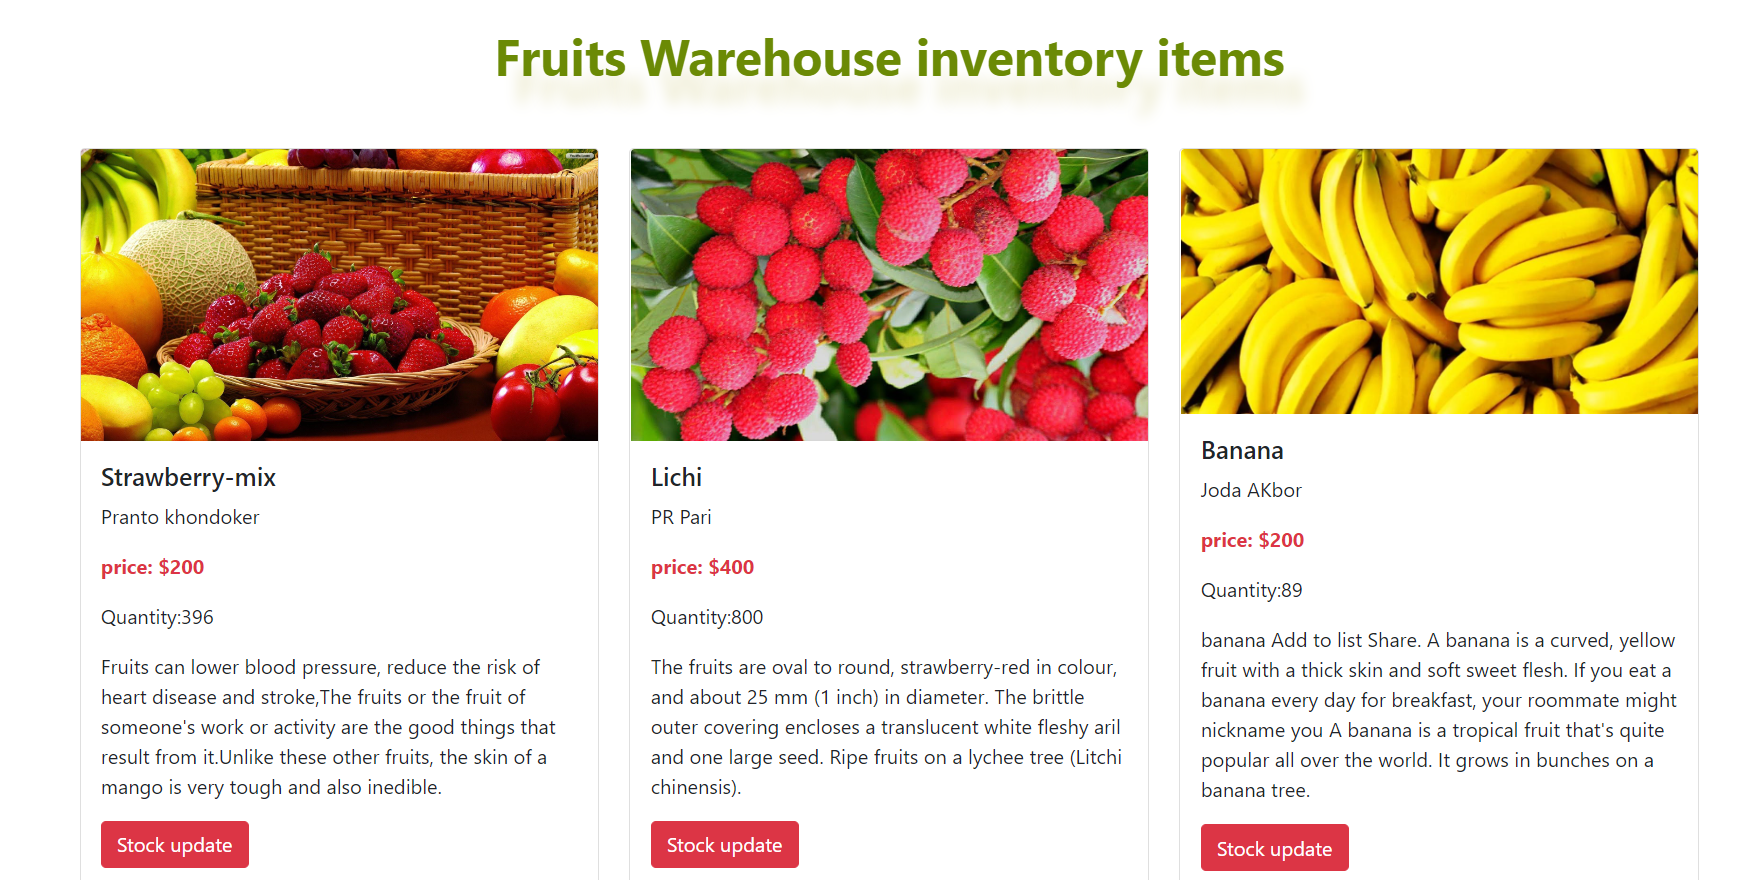 Fruits Warehouse inventory items
Strawberry-mix
Pranto khondoker
price: $200
Quantity:396
Fruits can lower blood pressure, reduce the risk of
heart disease and stroke,The fruits or the fruit of
someone's work or activity are the good things that
result from it.Unlike these other fruits, the skin of a
mango is very tough and also inedible.
Stock update
Lichi
PR Pari
price: $400
Quantity:800
The fruits are oval to round, strawberry-red in colour,
and about 25 mm (1 inch) in diameter. The brittle
outer covering encloses a translucent white fleshy aril
and one large seed. Ripe fruits on a lychee tree (Litchi
chinensis).
Stock update
Banana
Joda AKbor
price: $200
Quantity:89
banana Add to list Share. A banana is a curved, yellow
fruit with a thick skin and soft sweet flesh. If you eat a
banana every day for breakfast, your roommate might
nickname you A banana is a tropical fruit that's quite
popular all over the world. It grows in bunches on a
banana tree.
Stock update